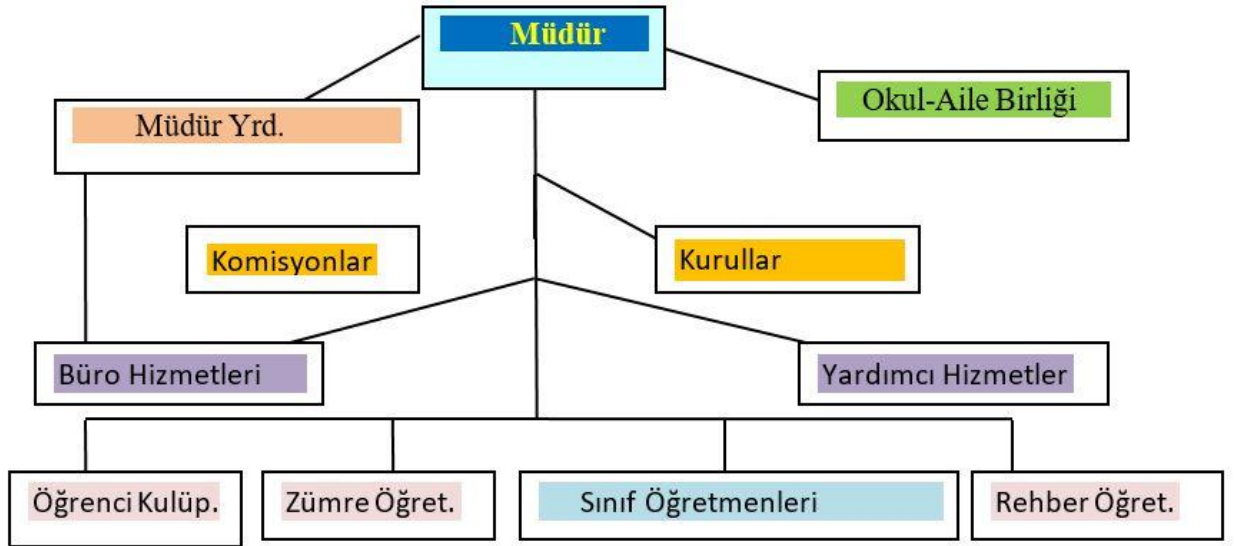 Müdür
Okul-Aile Birliği
Müdür Yrd.
Komisyonlar
Kurullar
Büro Hizmetleri
Yardımcı Hizmetler
Öğrenci Kulüp.
Zümre Öğret.
Sınıf Öğretmenleri
Rehber Öğret.